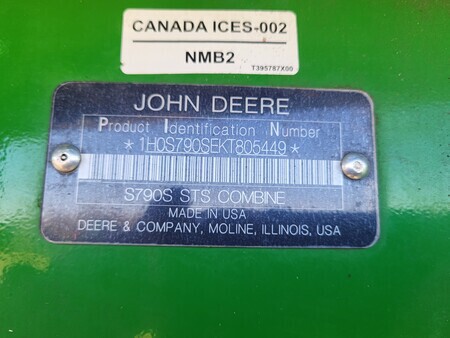 CANADA ICES-002
NMB2
T395787X00
JOHN DEERE
Product Identification Number
*1H0S790SEKT805449*
S790S STS COMBINE
MADE IN USA
DEERE & COMPANY, MOLINE, ILLINOIS, USA